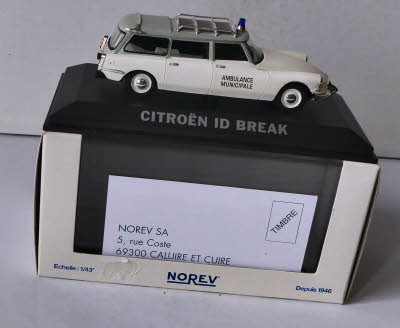 AMBULANCE
MUNICIPALE
CITROËN ID BREAK
NOREV SA
5, rue Coste
69300 CALUIRE ET CUIRE
TIMBRE
Echelle : 1/43°
NOREV
Depuis 1946